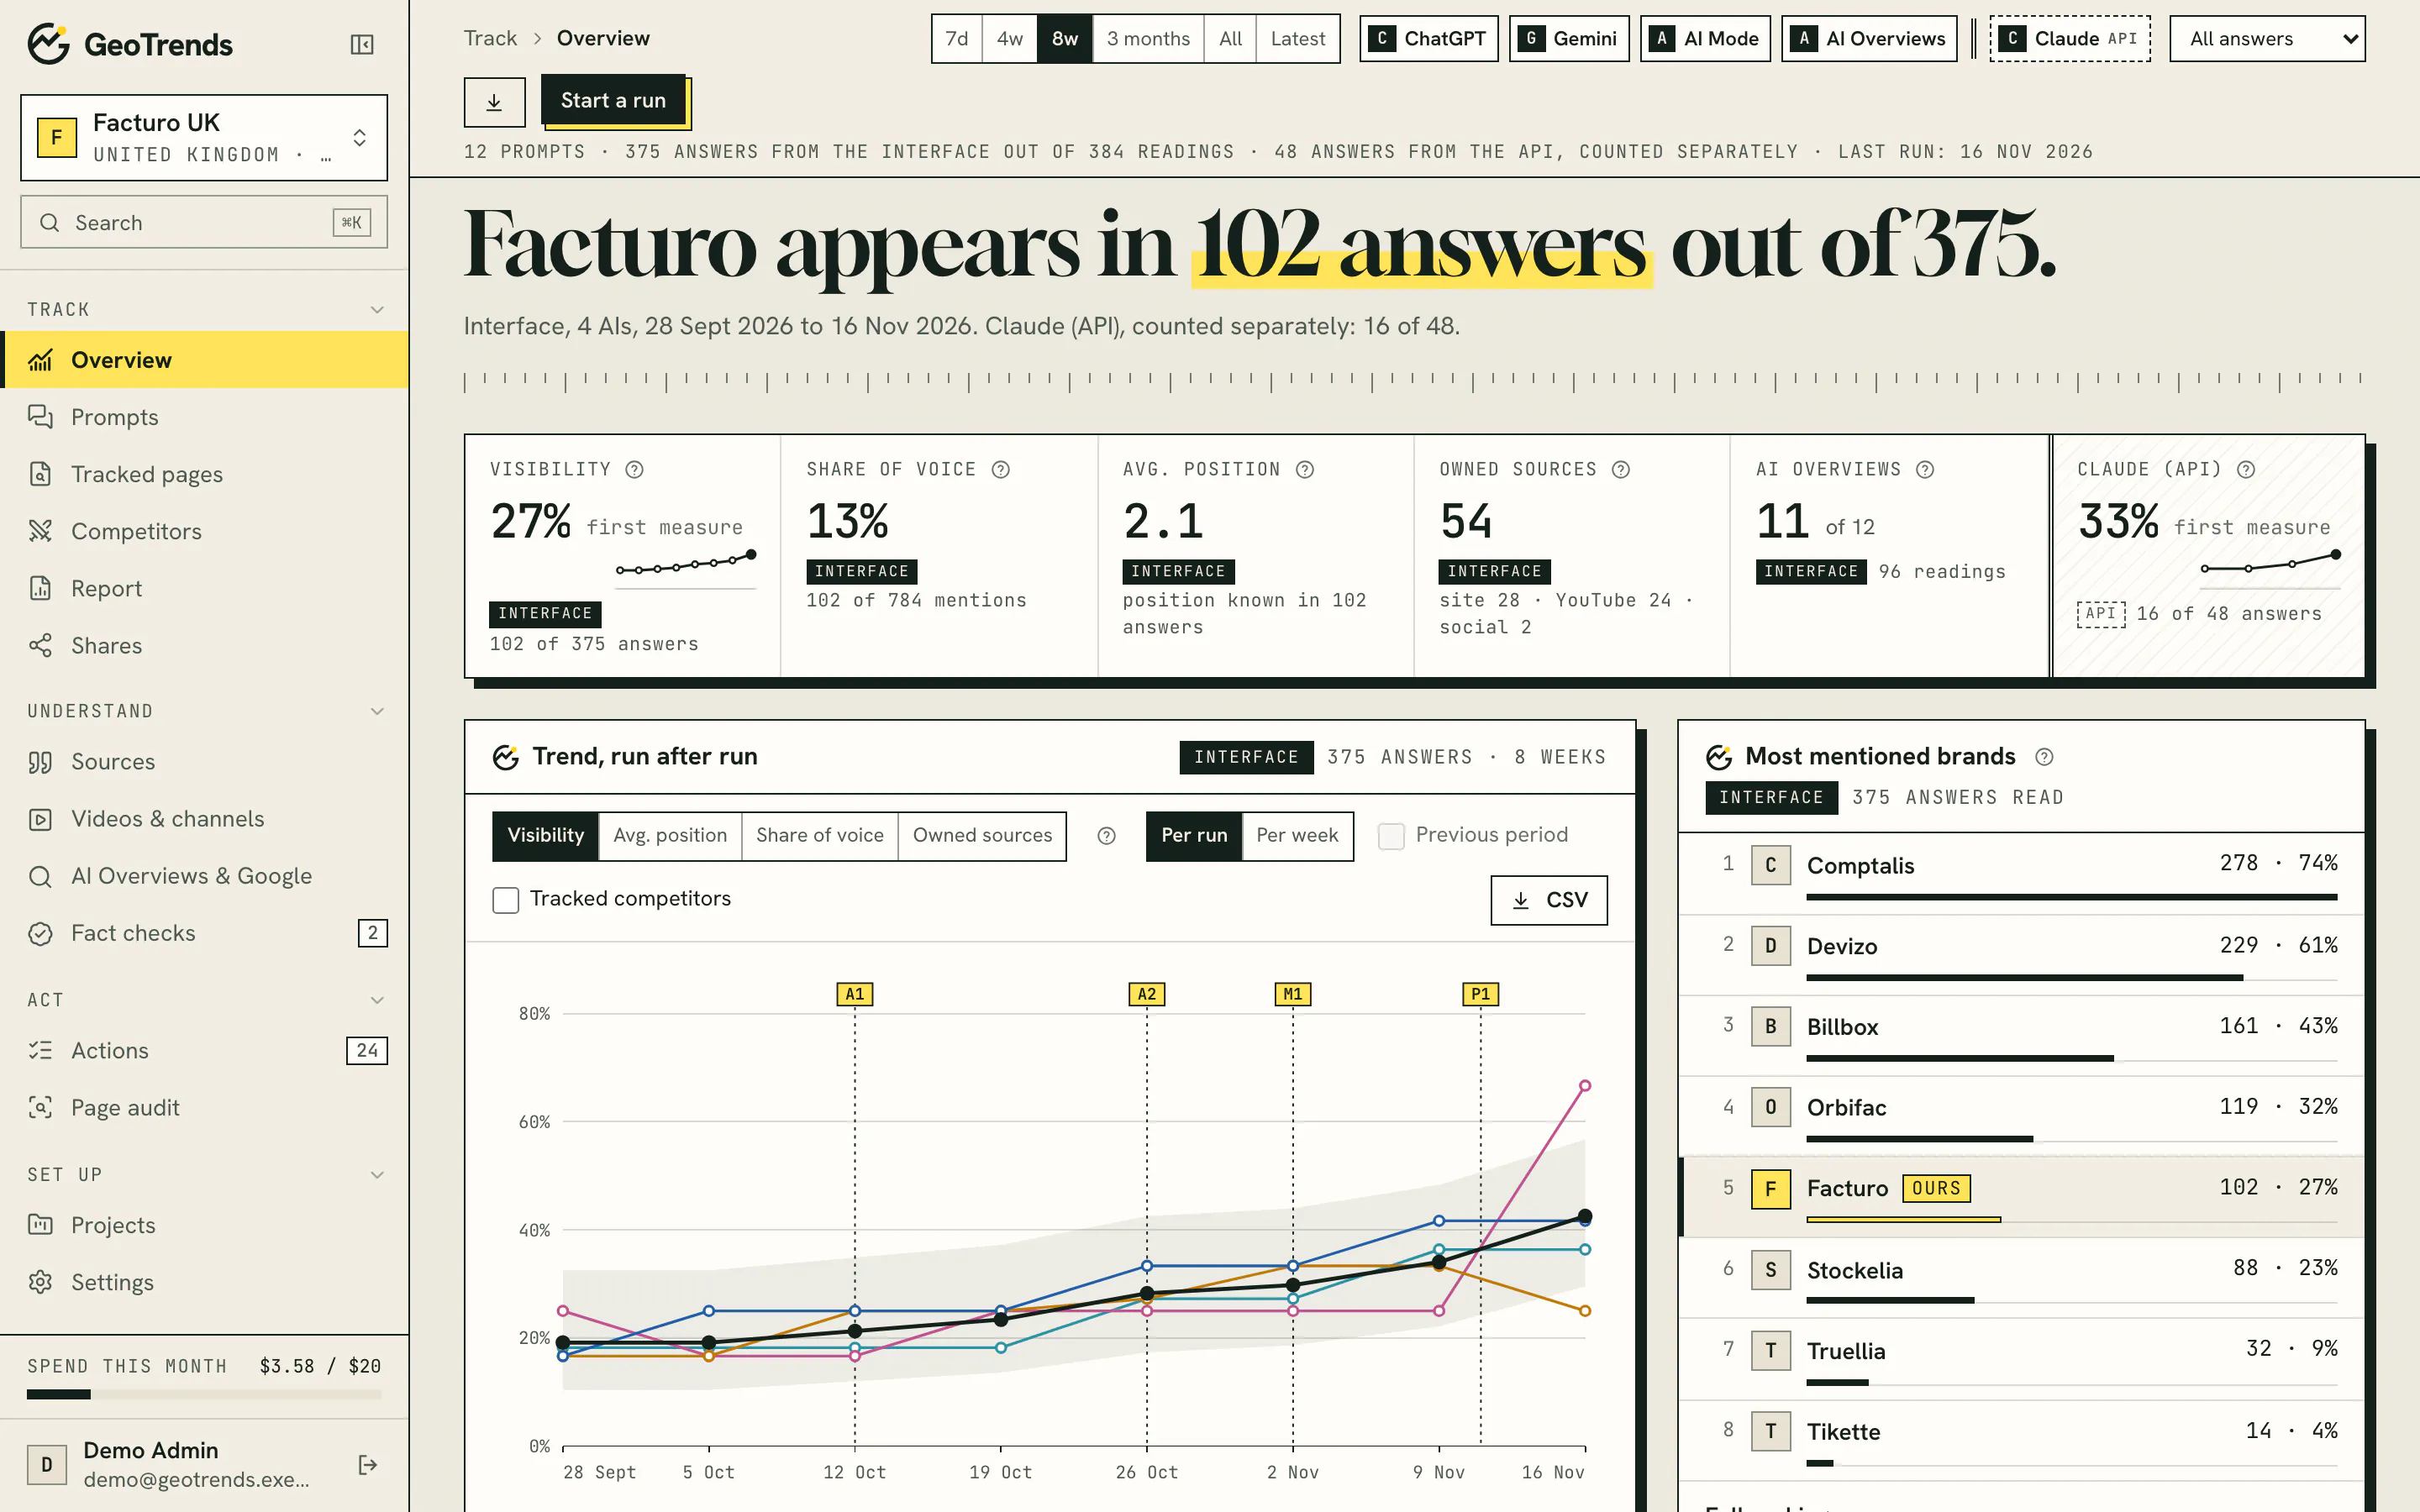 GeoTrends
F
Facturo UK
UNITED KINGDOM · …
Search
⌘K
TRACK
Overview
Prompts
Tracked pages
Competitors
Report
Shares
UNDERSTAND
Sources
Videos & channels
AI Overviews & Google
Fact checks
2
ACT
Actions
24
Page audit
SET UP
Projects
Settings
SPEND THIS MONTH
$3.58 / $20
D
Demo Admin
demo@geotrends.exe…
Track > Overview
7d 4w 8w 3 months All Latest
C ChatGPT
G Gemini
A AI Mode
A AI Overviews
C Claude API
All answers
Start a run
12 PROMPTS · 375 ANSWERS FROM THE INTERFACE OUT OF 384 READINGS · 48 ANSWERS FROM THE API, COUNTED SEPARATELY · LAST RUN: 16 NOV 2026
Facturo appears in 102 answers out of 375.
Interface, 4 AIs, 28 Sept 2026 to 16 Nov 2026. Claude (API), counted separately: 16 of 48.
VISIBILITY ?
27% first measure
INTERFACE
102 of 375 answers
SHARE OF VOICE ?
13%
INTERFACE
102 of 784 mentions
AVG. POSITION ?
2.1
INTERFACE
position known in 102
answers
OWNED SOURCES ?
54
INTERFACE
site 28 · YouTube 24 ·
social 2
AI OVERVIEWS ?
11 of 12
INTERFACE 96 readings
CLAUDE (API) ?
33% first measure
API 16 of 48 answers
Trend, run after run
INTERFACE 375 ANSWERS · 8 WEEKS
Visibility Avg. position Share of voice Owned sources ?
Per run Per week
Previous period
Tracked competitors
CSV
A1 A2 M1 P1
80%
60%
40%
20%
0%
28 Sept 5 Oct 12 Oct 19 Oct 26 Oct 2 Nov 9 Nov 16 Nov
Most mentioned brands ?
INTERFACE 375 ANSWERS READ
1 C Comptalis 278 · 74%
2 D Devizo 229 · 61%
3 B Billbox 161 · 43%
4 O Orbifac 119 · 32%
5 F Facturo OURS 102 · 27%
6 S Stockelia 88 · 23%
7 T Truellia 32 · 9%
8 T Tikette 14 · 4%